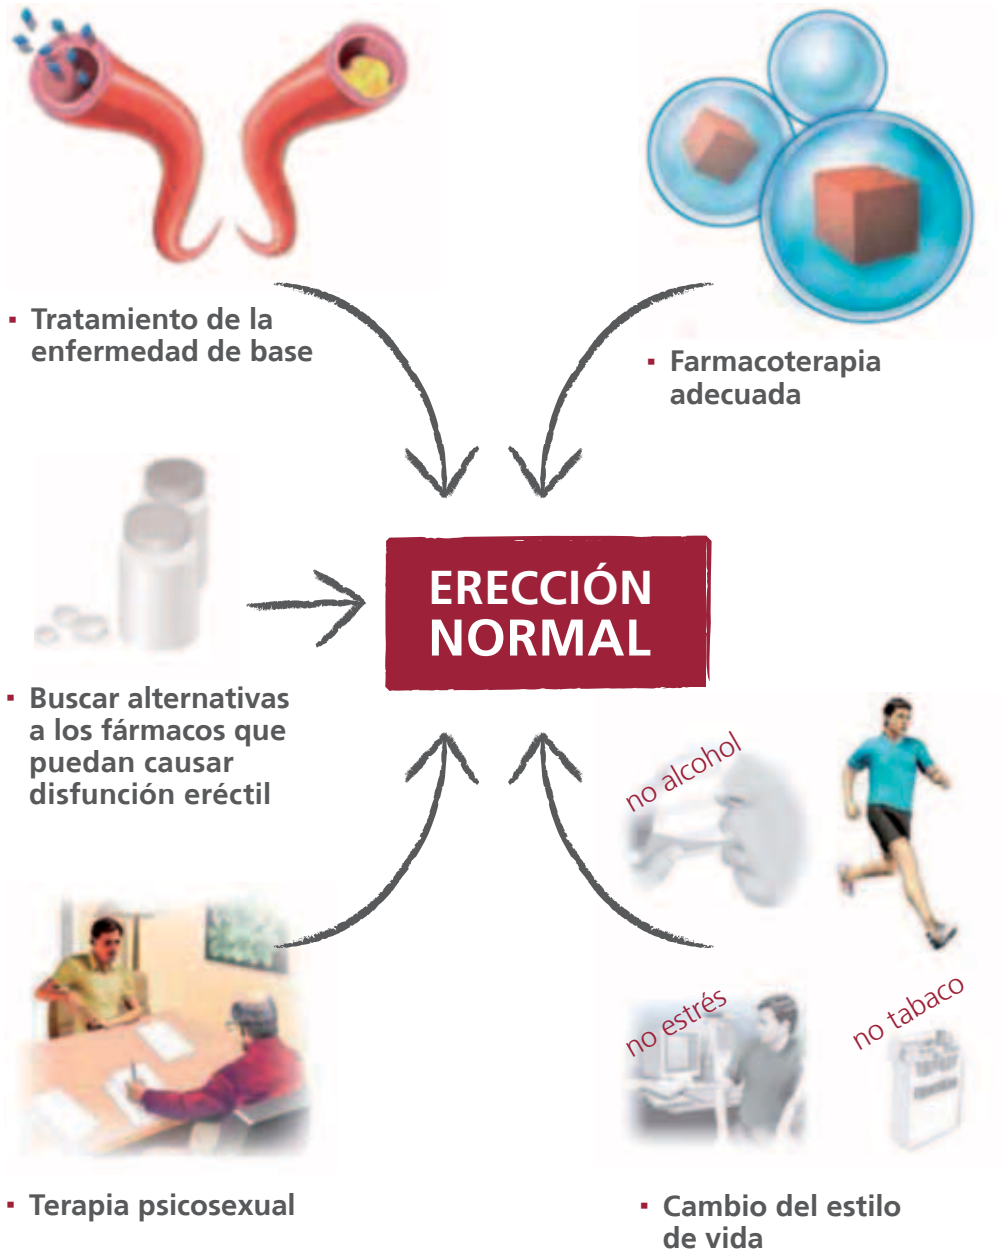 ▪ Tratamiento de la
enfermedad de base
▪ Farmacoterapia
adecuada
ERECCIÓN
NORMAL
▪ Buscar alternativas
a los fármacos que
puedan causar
disfunción eréctil
no alcohol
no estrés
no tabaco
▪ Terapia psicosexual
▪ Cambio del estilo
de vida